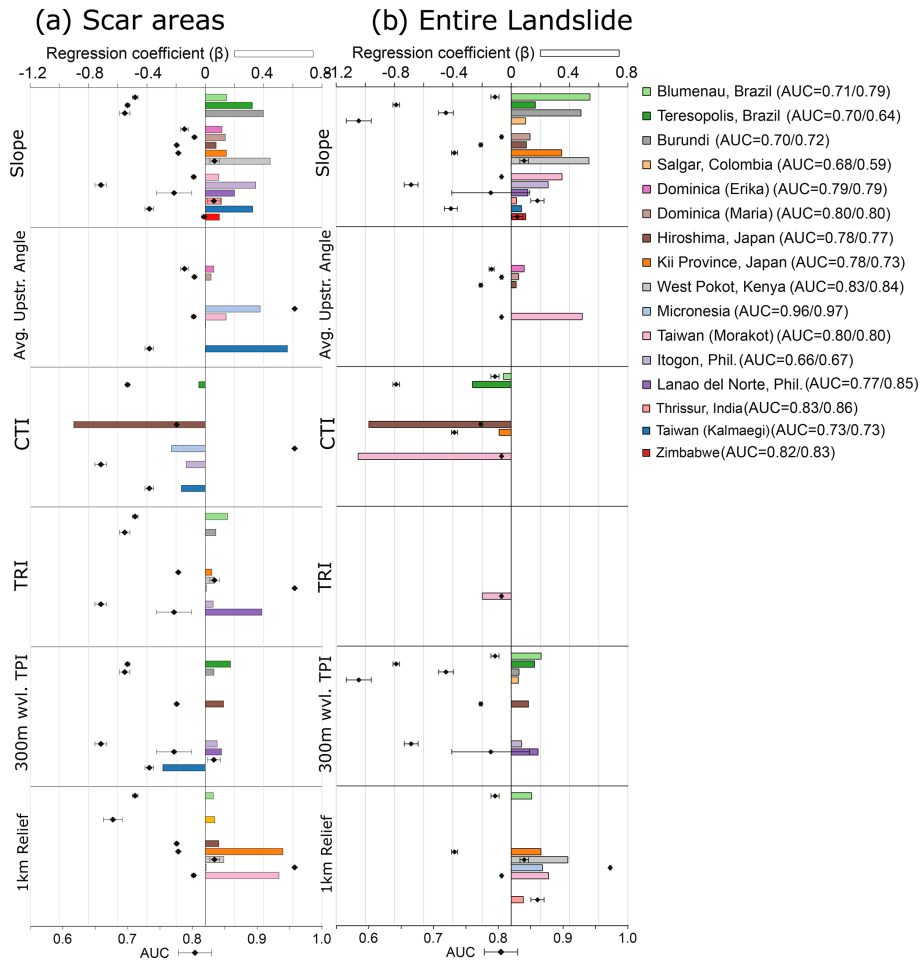 (a) Scar areas
(b) Entire Landslide
Regression coefficient (β)
Regression coefficient (β)
-1.2 -0.4 0 0.4 0.8
-1.2 -0.4 0 0.4 0.8
Slope
Avg. Upstr. Angle
CTI
TRI
300m wvl. TPI
1km Relief
Slope
Avg. Upstr. Angle
CTI
TRI
300m wvl. TPI
1km Relief
0.6 0.7 0.8 0.9 1.0
0.6 0.7 0.8 0.9 1.0
AUC
AUC
Blumenau, Brazil (AUC=0.71/0.79)
Teresopolis, Brazil (AUC=0.70/0.64)
Burundi (AUC=0.70/0.72)
Salgar, Colombia (AUC=0.68/0.59)
Dominica (Erika) (AUC=0.79/0.79)
Dominica (Maria) (AUC=0.80/0.80)
Hiroshima, Japan (AUC=0.78/0.77)
Kii Province, Japan (AUC=0.78/0.73)
West Pokot, Kenya (AUC=0.83/0.84)
Micronesia (AUC=0.96/0.97)
Taiwan (Morakot) (AUC=0.80/0.80)
Itogon, Phil. (AUC=0.66/0.67)
Lanao del Norte, Phil. (AUC=0.77/0.85)
Thrissur, India(AUC=0.83/0.86)
Taiwan (Kalmaegi) (AUC=0.73/0.73)
Zimbabwe(AUC=0.82/0.83)